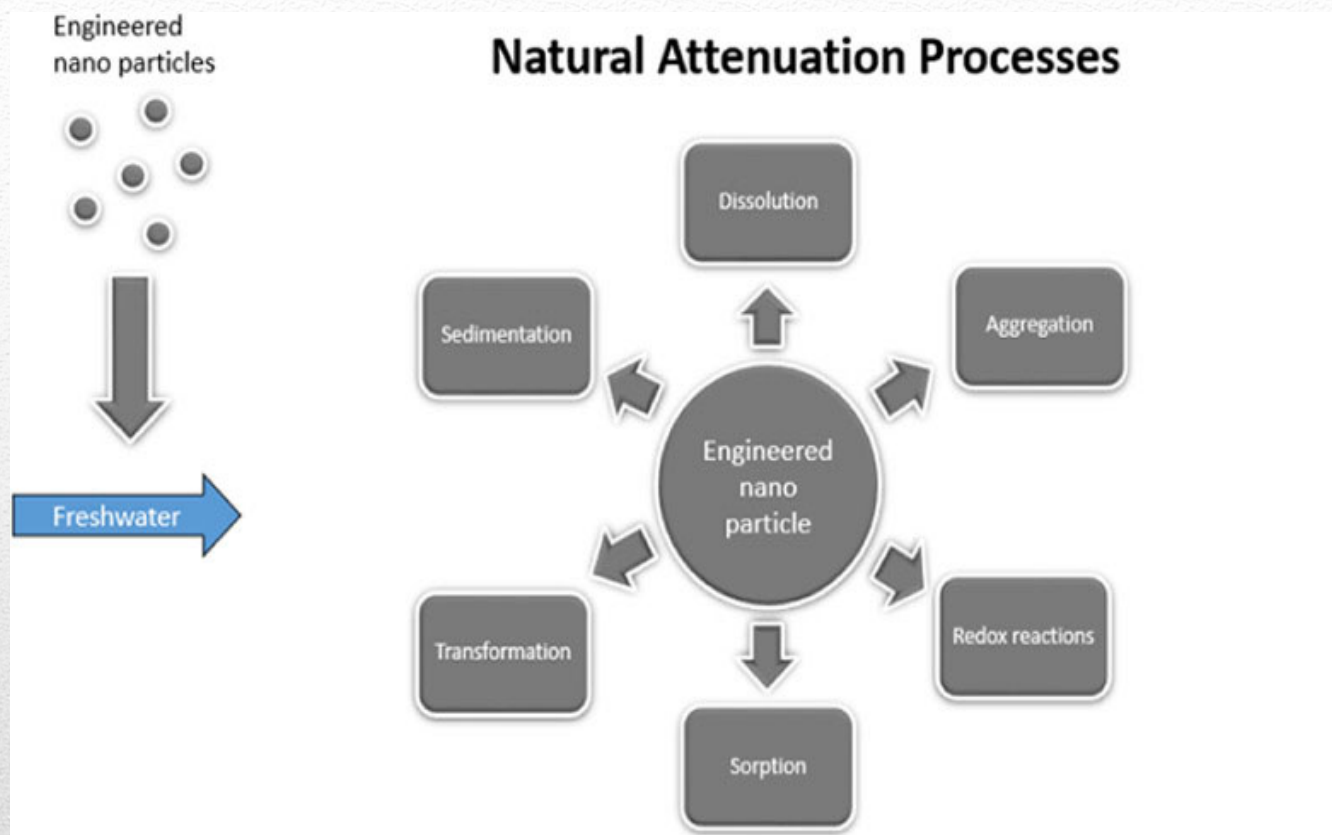 Engineered
nano particles
Natural Attenuation Processes
Dissolution
Sedimentation
Aggregation
Engineered
nano
particle
Freshwater
Transformation
Redox reactions
Sorption